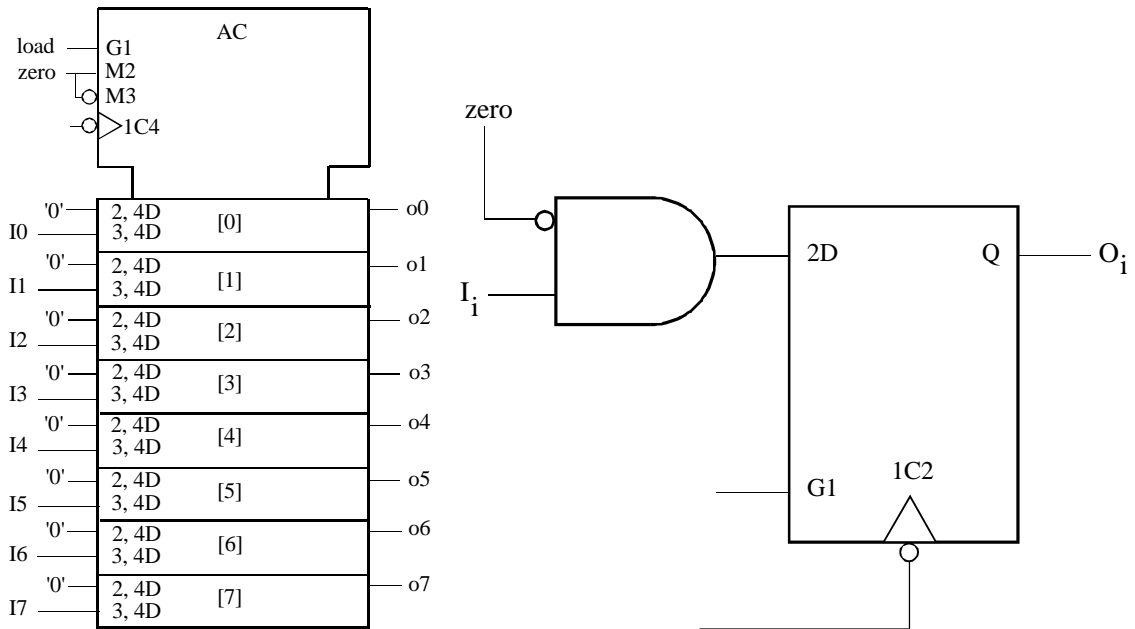 AC
load G1
zero M2
M3
1C4
'0' 2, 4D [0] o0
I0 3, 4D
'0' 2, 4D [1] o1
I1 3, 4D
'0' 2, 4D [2] o2
I2 3, 4D
'0' 2, 4D [3] o3
I3 3, 4D
'0' 2, 4D [4] o4
I4 3, 4D
'0' 2, 4D [5] o5
I5 3, 4D
'0' 2, 4D [6] o6
I6 3, 4D
'0' 2, 4D [7] o7
I7 3, 4D
zero
Ii
2D Q Oi
1C2
G1